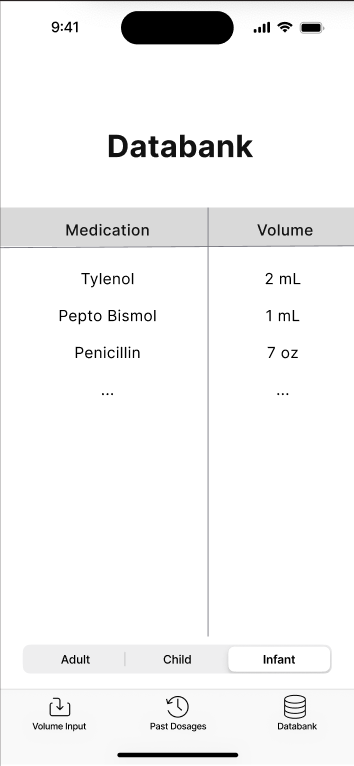 9:41
Databank
Medication Volume
Tylenol 2 mL
Pepto Bismol 1 mL
Penicillin 7 oz
... ...
Adult Child Infant
Volume Input Past Dosages Databank